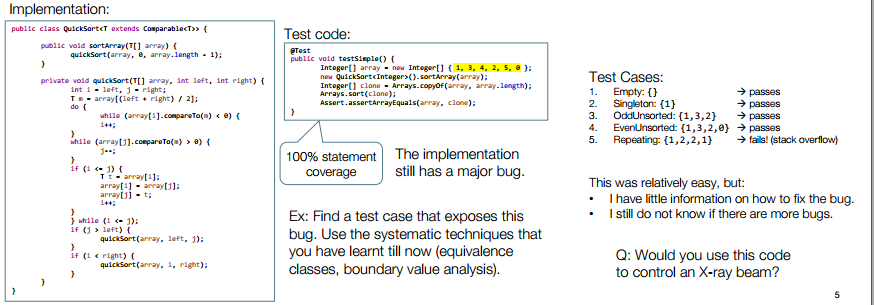 Implementation:
public class QuickSort<T extends Comparable<T>> {
public void sortArray(T[] array) {
quickSort(array, 0, array.length - 1);
}
private void quickSort(T[] array, int left, int right) {
int i = left, j = right;
T m = array[(left + right) / 2];
do {
while (array[i].compareTo(m) < 0) {
i++;
}
while (array[j].compareTo(m) > 0) {
j--;
}
if (i <= j) {
T t = array[i];
array[i] = array[j];
array[j] = t;
i++;
}
} while (i <= j);
if (j > left) {
quickSort(array, left, j);
}
if (i < right) {
quickSort(array, i, right);
}
}
}
Test code:
@Test
public void testSimple() {
Integer[] array = new Integer[] { 1, 3, 4, 2, 5, 0 };
new QuickSort<Integer>().sortArray(array);
Integer[] clone = Arrays.copyOf(array, array.length);
Arrays.sort(clone);
Assert.assertArrayEquals(array, clone);
}
100% statement
coverage
The implementation
still has a major bug.
Ex: Find a test case that exposes this
bug. Use the systematic techniques that
you have learnt till now (equivalence
classes, boundary value analysis).
Test Cases:
1. Empty: {} → passes
2. Singleton: {1} → passes
3. OddUnsorted: {1,3,2} → passes
4. EvenUnsorted: {1,3,2,0} → passes
5. Repeating: {1,2,2,1} → fails! (stack overflow)
This was relatively easy, but:
• I have little information on how to fix the bug.
• I still do not know if there are more bugs.
Q: Would you use this code
to control an X-ray beam?
5